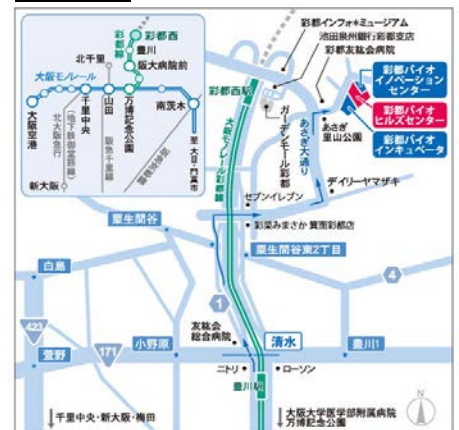 彩都線
彩都西
豊川
阪大病院前
大阪モノレール
北千里
大阪空港
千里中央
山田
万博記念公園
南茨木
至 大日・門真市
(地下鉄御堂筋線)
北大阪急行
阪急千里線
阪急京都線
新大阪
彩都インフォ*ミュージアム
池田泉州銀行彩都支店
彩都友紘会病院
彩都西駅
ガーデンモール彩都
大阪モノレール彩都線
あさぎ大通り
あさぎ
里山公園
彩都バイオ
イノベーション
センター
彩都バイオ
ヒルズセンター
彩都バイオ
インキュベータ
デイリーヤマザキ
セブンイレブン
彩菜みまさか 箕面彩都店
粟生間谷
粟生間谷東2丁目
白島
4
1
423
171
萱野
小野原
友紘会
総合病院
清水
豊川1
ニトリ
ローソン
豊川駅
千里中央・新大阪・梅田
大阪大学医学部附属病院
万博記念公園
N